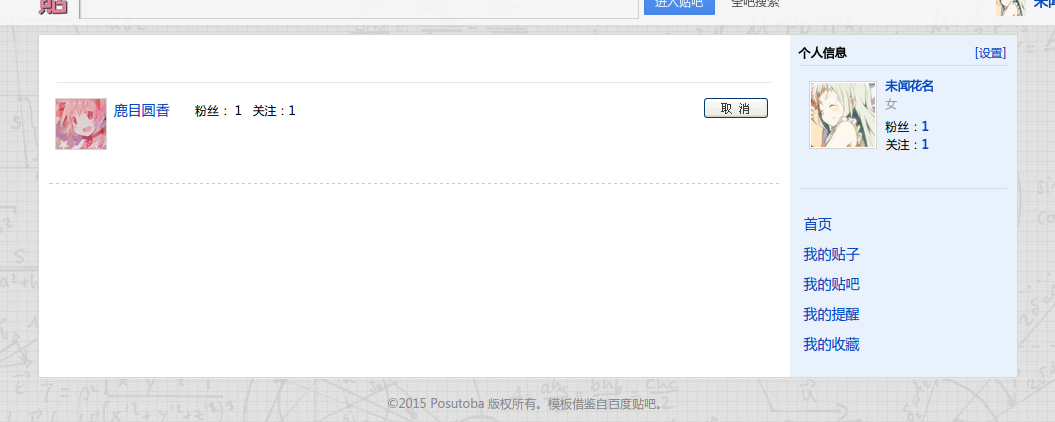 貼
进入贴吧 全吧搜索 未闻
个人信息 [设置]
鹿目圆香 粉丝： 1 关注：1 取 消
未闻花名
女
粉丝：1
关注：1
首页
我的贴子
我的贴吧
我的提醒
我的收藏
©2015 Posutoba 版权所有。模板借鉴自百度贴吧。